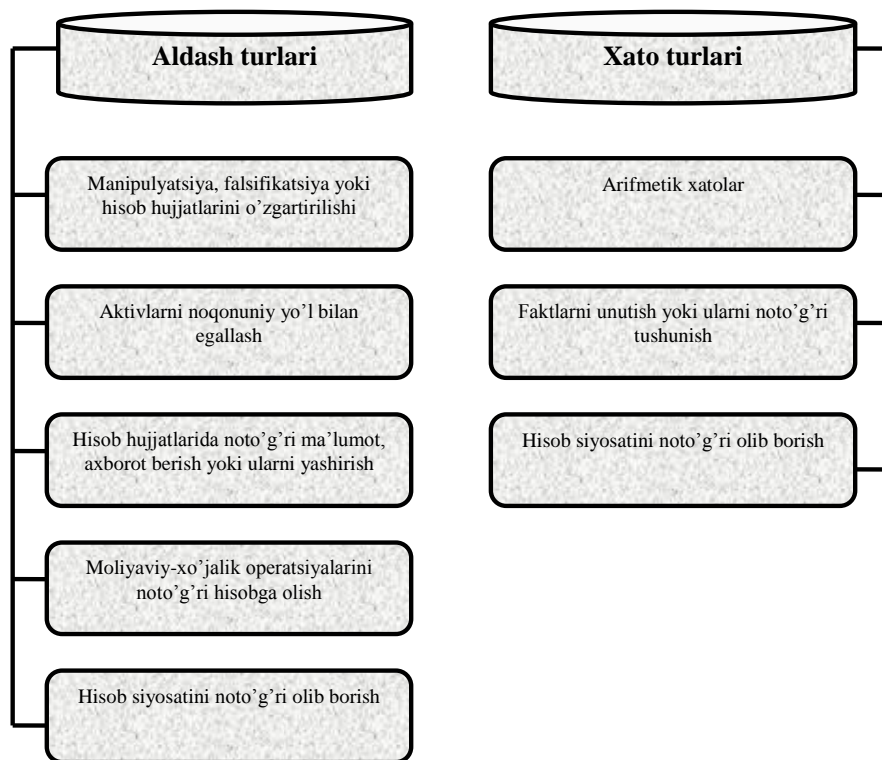 Aldash turlari
Manipulyatsiya, falsifikatsiya yoki
hisob hujjatlarini o’zgartirilishi
Aktivlarni noqonuniy yo’l bilan
egallash
Hisob hujjatlarida noto’g’ri ma’lumot,
axborot berish yoki ularni yashirish
Moliyaviy-xo’jalik operatsiyalarini
noto’g’ri hisobga olish
Hisob siyosatini noto’g’ri olib borish
Xato turlari
Arifmetik xatolar
Faktlarni unutish yoki ularni noto’g’ri
tushunish
Hisob siyosatini noto’g’ri olib borish